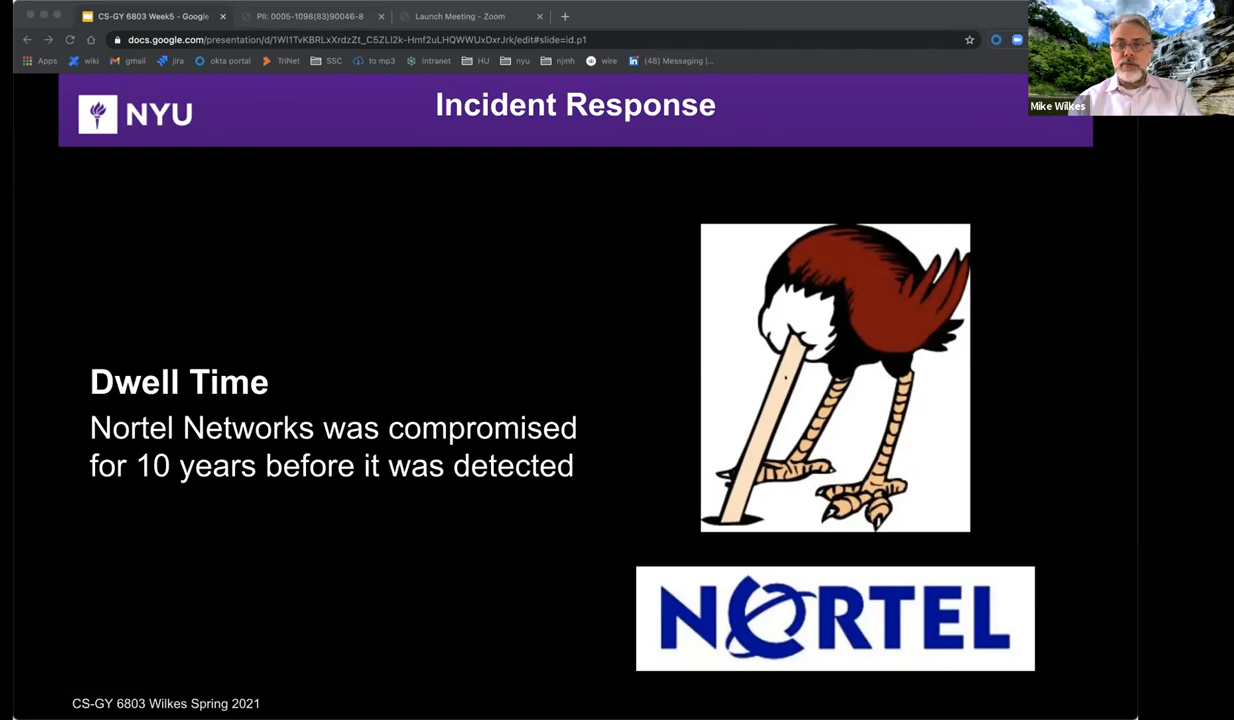 CS-GY 6803 Week5 - Google
PII: 0005-1098(83)90046-8
Launch Meeting - Zoom
docs.google.com/presentation/d/1WI1TvKBRLxXrdzZt_C5ZLI2k-Hmf2uLHQWWUxDxrJrk/edit#slide=id.p1
Apps wiki gmail jira okta portal TriNet SSC to mp3 intranet HU nyu njmh wire (48) Messaging |...
Mike Wilkes
NYU
Incident Response
Dwell Time
Nortel Networks was compromised
for 10 years before it was detected
NORTEL
CS-GY 6803 Wilkes Spring 2021